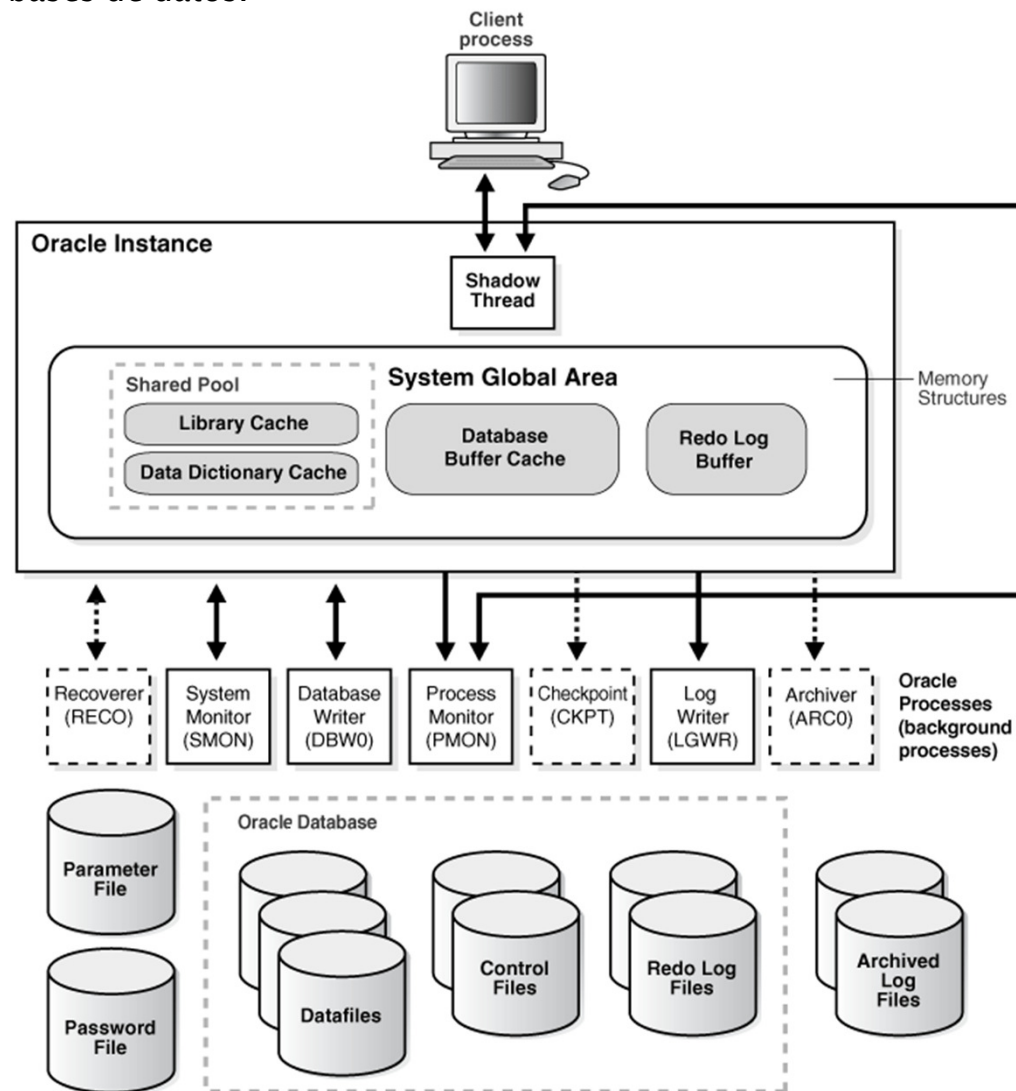 bases de datos.
Client
process
Oracle Instance
Shadow
Thread
System Global Area
Shared Pool
Library Cache
Data Dictionary Cache
Database
Buffer Cache
Redo Log
Buffer
Memory
Structures
Recoverer
(RECO)
System
Monitor
(SMON)
Database
Writer
(DBW0)
Process
Monitor
(PMON)
Checkpoint
(CKPT)
Log
Writer
(LGWR)
Archiver
(ARC0)
Oracle
Processes
(background
processes)
Parameter
File
Password
File
Oracle Database
Datafiles
Control
Files
Redo Log
Files
Archived
Log
Files